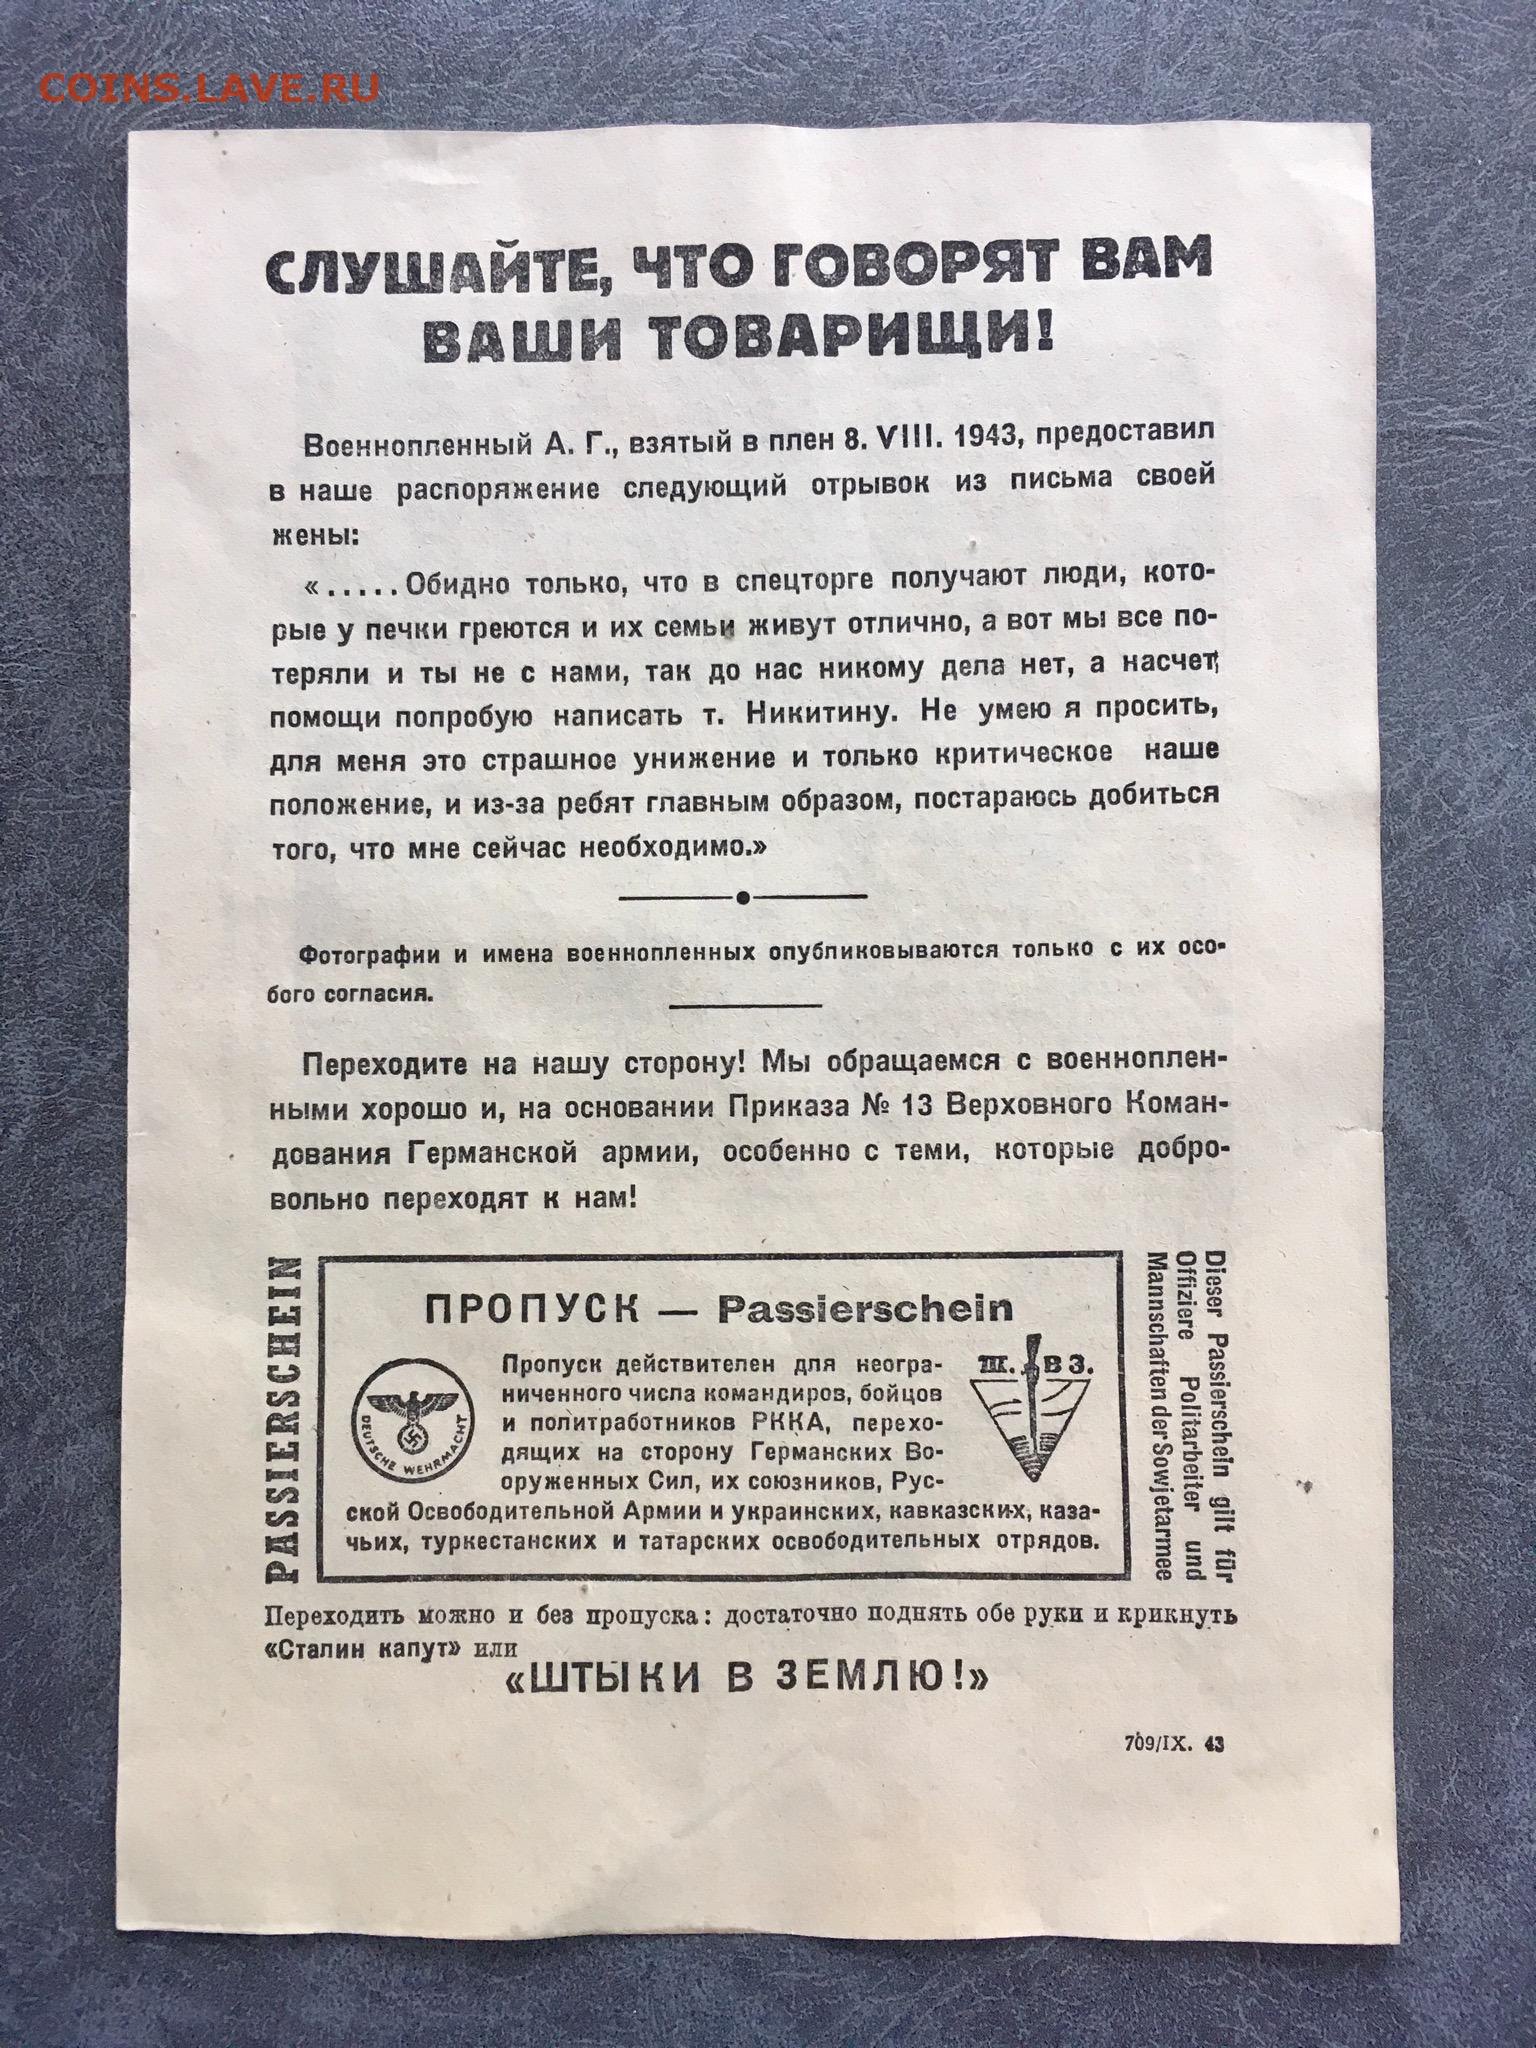 COINS.LAVE.RU
СЛУШАЙТЕ, ЧТО ГОВОРЯТ ВАМ
ВАШИ ТОВАРИЩИ!
Военнопленный А. Г., взятый в плен 8. VIII. 1943, предоставил
в наше распоряжение следующий отрывок из письма своей
жены:
«.....Обидно только, что в спецторге получают люди, кото-
рые у печки греются и их семьи живут отлично, а вот мы все по-
теряли и ты не с нами, так до нас никому дела нет, а насчет
помощи попробую написать т. Никитину. Не умею я просить,
для меня это страшное унижение и только критическое наше
положение, и из-за ребят главным образом, постараюсь добиться
того, что мне сейчас необходимо.»
Фотографии и имена военнопленных опубликовываются только с их осо-
бого согласия.
Переходите на нашу сторону! Мы обращаемся с военноплен-
ными хорошо и, на основании Приказа № 13 Верховного Коман-
дования Германской армии, особенно с теми, которые добро-
вольно переходят к нам!
PASSIERSCHEIN
ПРОПУСК — Passierschein
DEUTSCHE WEHRMACHT
Ш. В З.
Пропуск действителен для неогра-
ниченного числа командиров, бойцов
и политработников РККА, перехо-
дящих на сторону Германских Во-
оруженных Сил, их союзников, Рус-
ской Освободительной Армии и украинских, кавказских, каза-
чьих, туркестанских и татарских освободительных отрядов.
Dieser Passierschein gilt für
Offiziere Politarbeiter und
Mannschaften der Sowjetarmee
Переходить можно и без пропуска: достаточно поднять обе руки и крикнуть
«Сталин капут» или
«ШТЫКИ В ЗЕМЛЮ!»
709/IX. 43